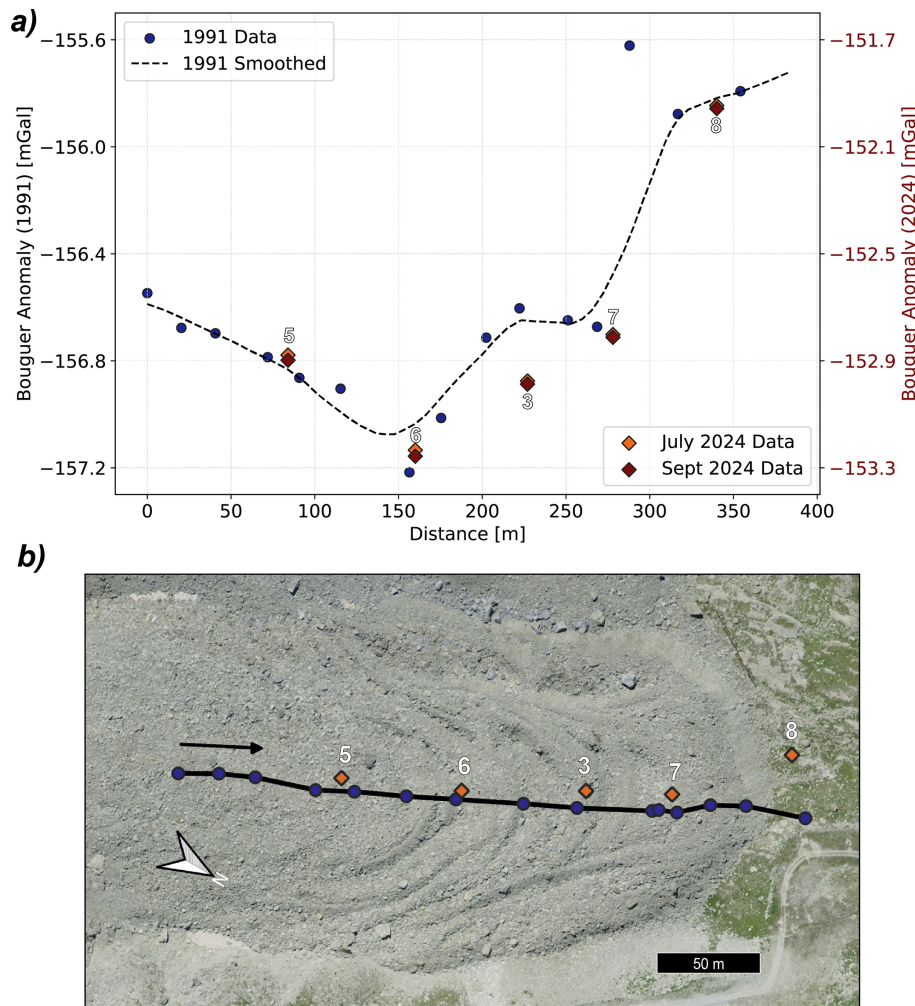 a)
1991 Data
1991 Smoothed
−155.6
−156.0
−156.4
−156.8
−157.2
Bouguer Anomaly (1991) [mGal]
−151.7
−152.1
−152.5
−152.9
−153.3
Bouguer Anomaly (2024) [mGal]
5
6
3
7
8
July 2024 Data
Sept 2024 Data
0
50
100
150
200
250
300
350
400
Distance [m]
b)
5
6
3
7
8
N
50 m